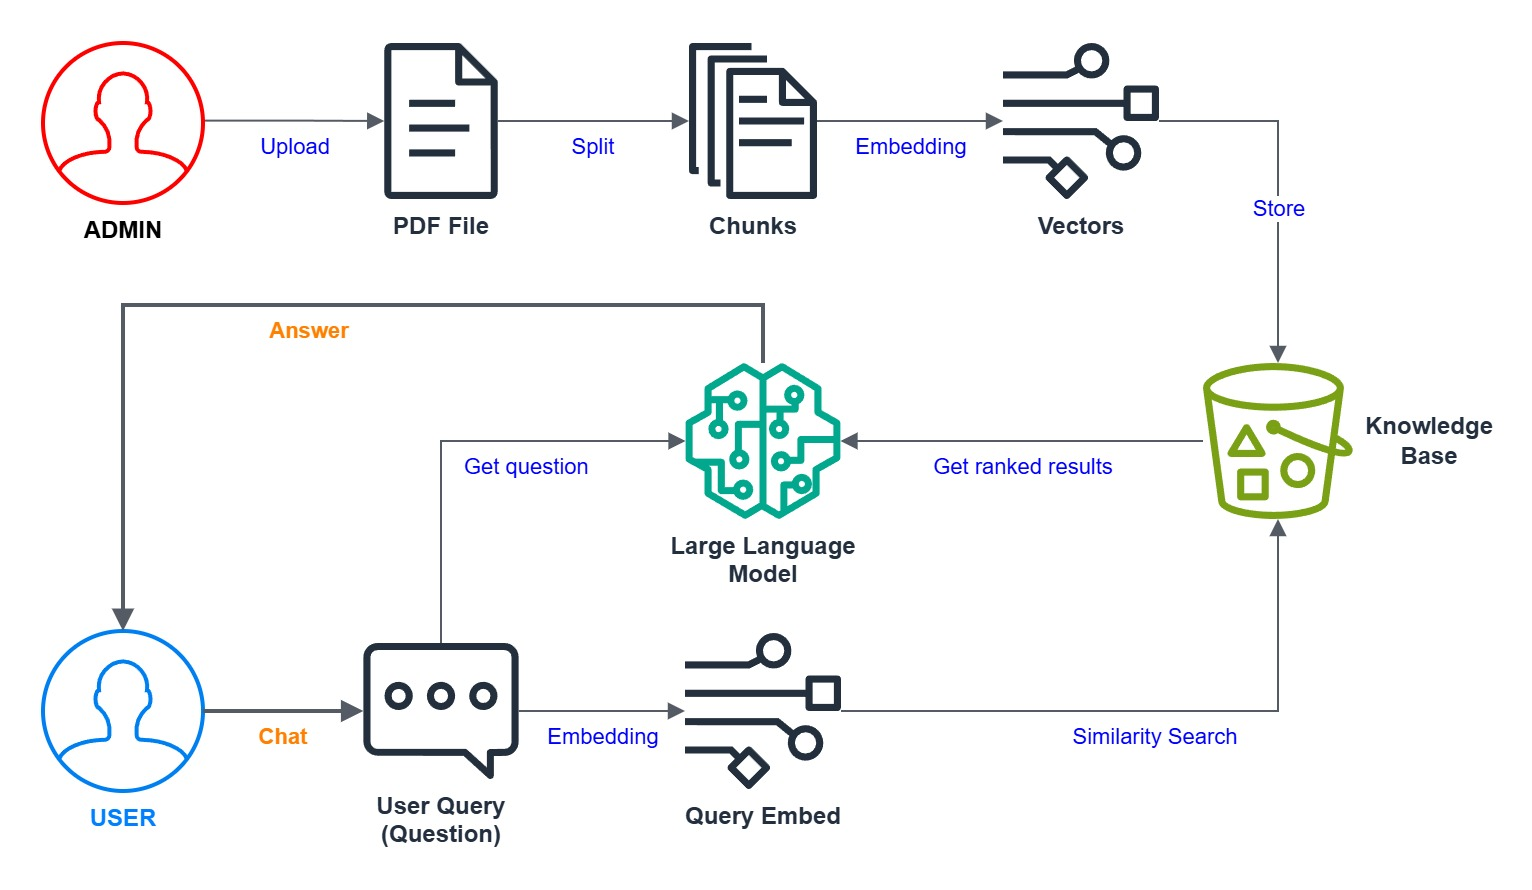 Upload
Split
Embedding
ADMIN
PDF File
Chunks
Vectors
Store
Answer
Get question
Get ranked results
Knowledge
Base
Large Language
Model
Chat
Embedding
Similarity Search
USER
User Query
(Question)
Query Embed